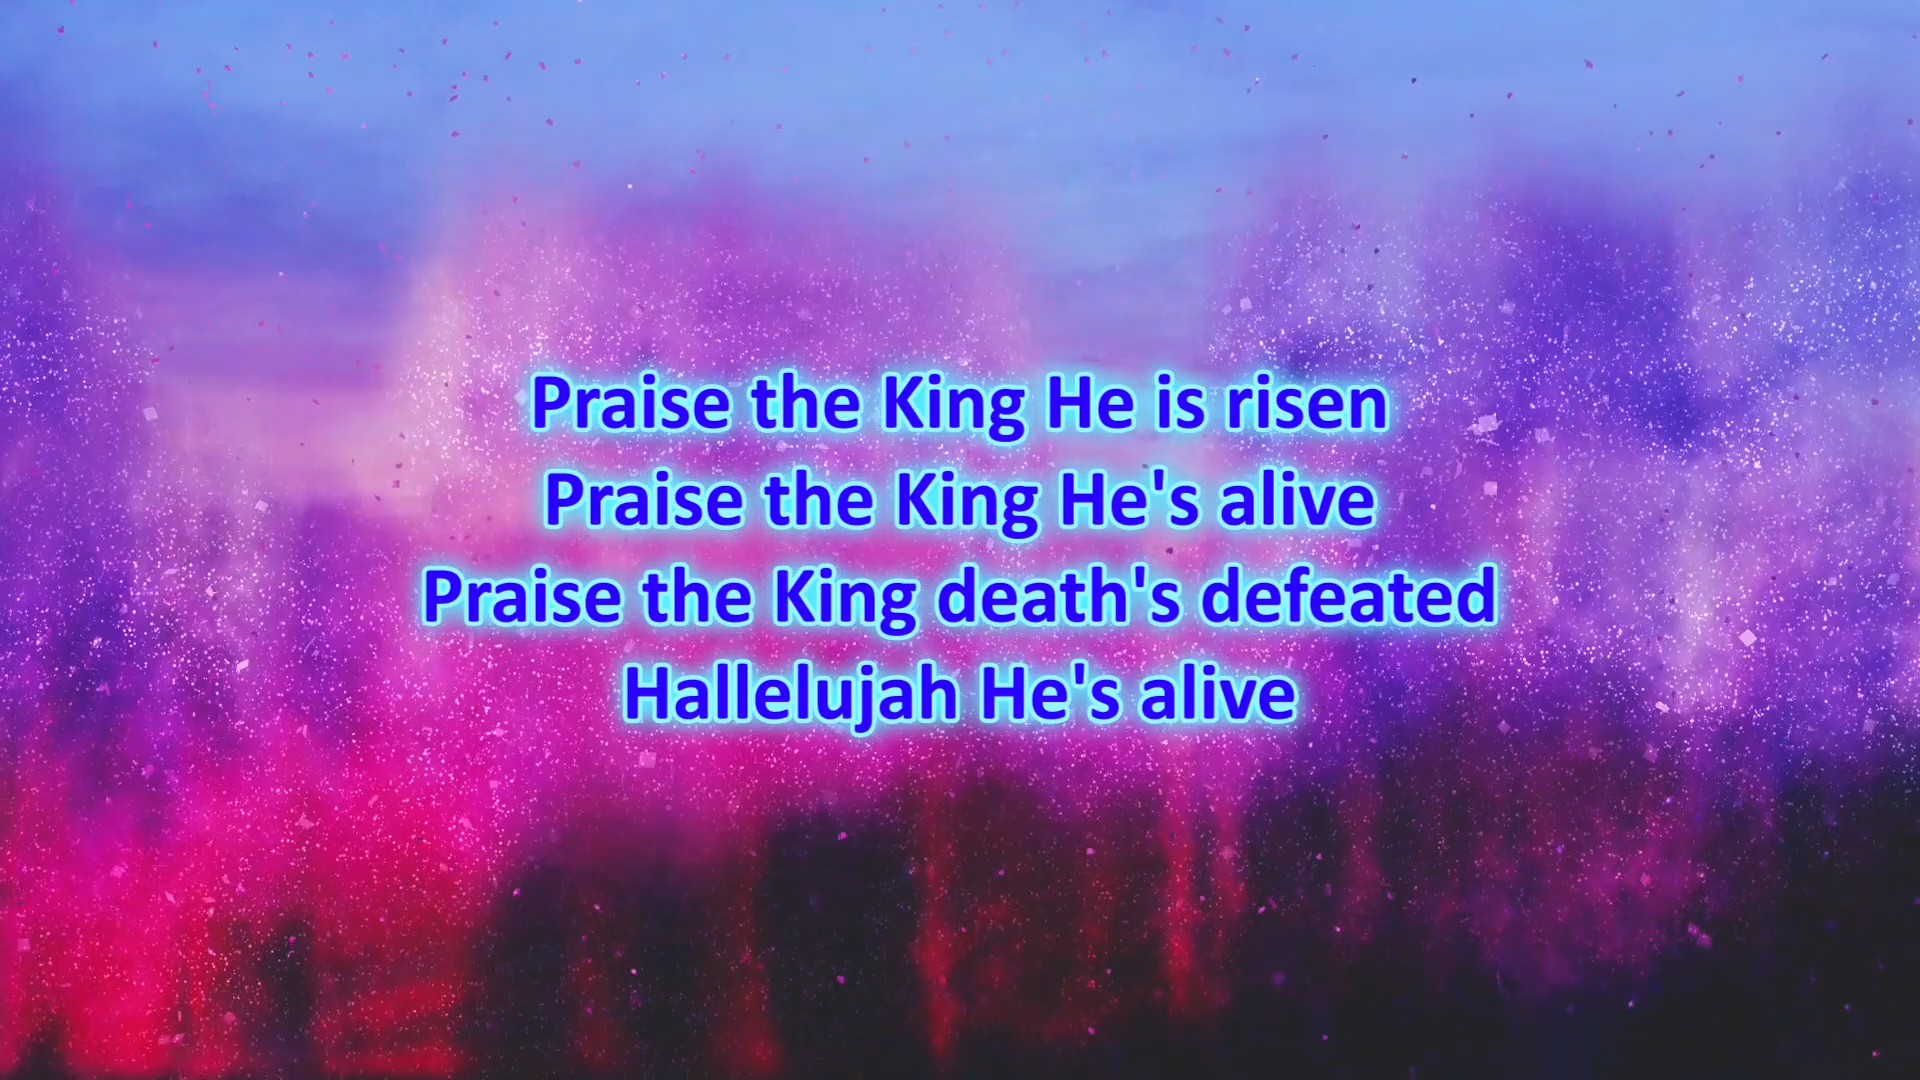 Praise the King He is risen
Praise the King He's alive
Praise the King death's defeated
Hallelujah He's alive